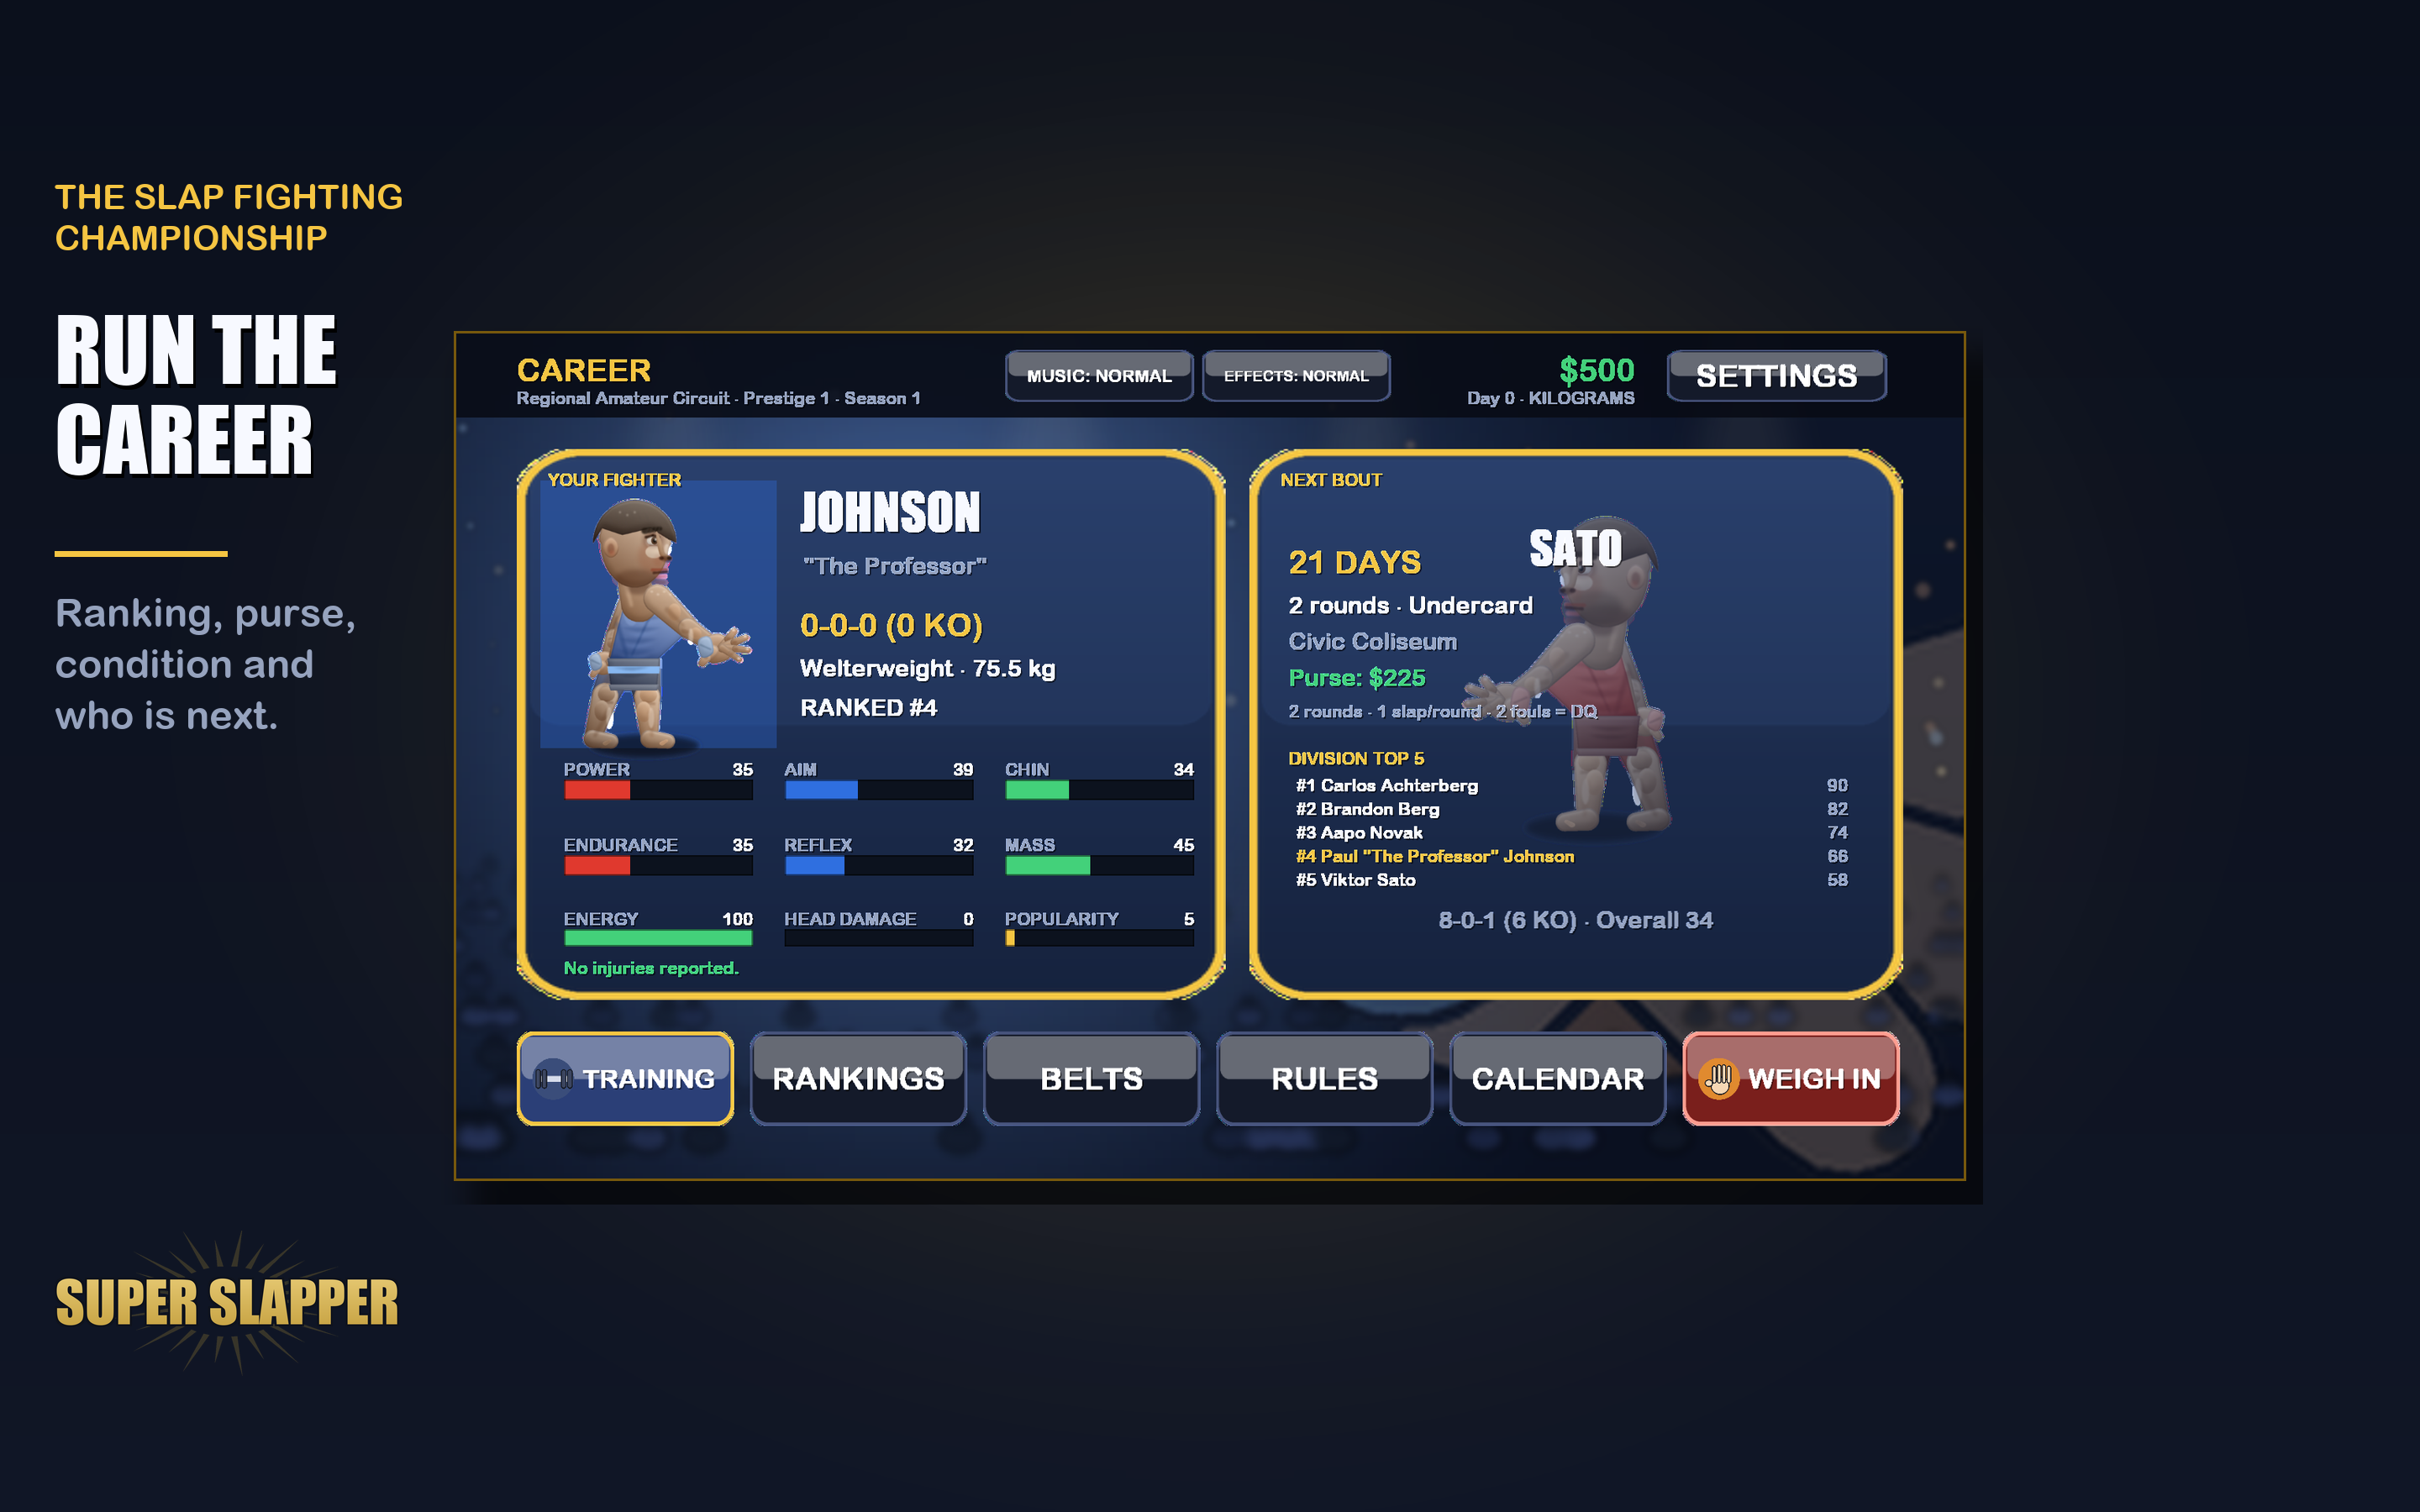 THE SLAP FIGHTING
CHAMPIONSHIP
RUN THE
CAREER
Ranking, purse,
condition and
who is next.
SUPER SLAPPER
CAREER
Regional Amateur Circuit · Prestige 1 · Season 1
MUSIC: NORMAL
EFFECTS: NORMAL
$500
Day 0 · KILOGRAMS
SETTINGS
YOUR FIGHTER
JOHNSON
"The Professor"
0-0-0 (0 KO)
Welterweight · 75.5 kg
RANKED #4
POWER 35
AIM 39
CHIN 34
ENDURANCE 35
REFLEX 32
MASS 45
ENERGY 100
HEAD DAMAGE 0
POPULARITY 5
No injuries reported.
NEXT BOUT
SATO
21 DAYS
2 rounds · Undercard
Civic Coliseum
Purse: $225
2 rounds · 1 slap/round · 2 fouls = DQ
DIVISION TOP 5
#1 Carlos Achterberg 90
#2 Brandon Berg 82
#3 Aapo Novak 74
#4 Paul "The Professor" Johnson 66
#5 Viktor Sato 58
8-0-1 (6 KO) · Overall 34
TRAINING
RANKINGS
BELTS
RULES
CALENDAR
WEIGH IN